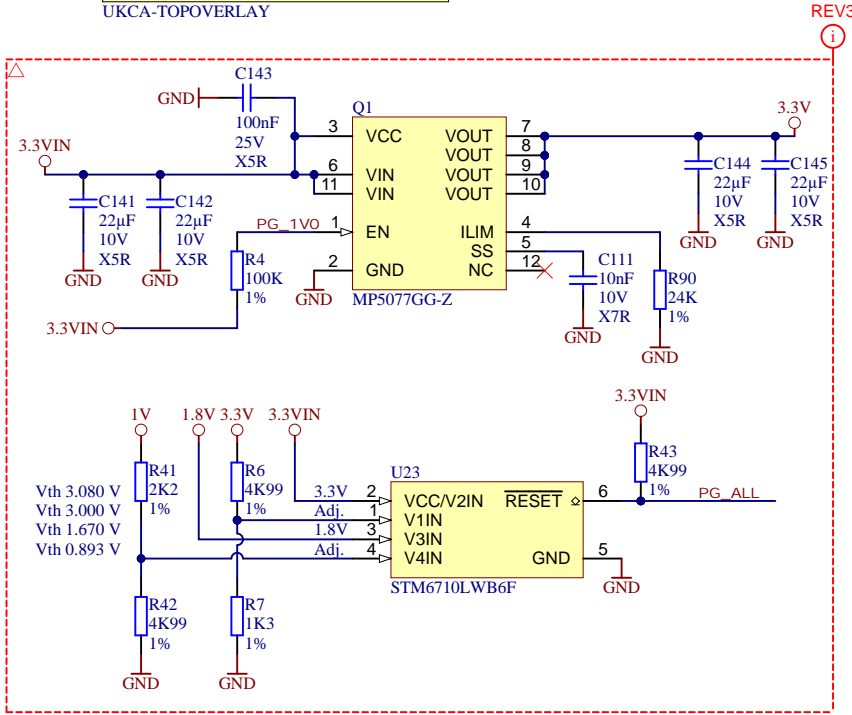 UKCA-TOPOVERLAY
REV3
i
C143
GND
100nF
25V
X5R
Q1
MP5077GG-Z
3 VCC
6 VIN
11 VIN
1 EN
2 GND
VOUT 7
VOUT 8
VOUT 9
VOUT 10
ILIM 4
SS 5
NC 12
3.3VIN
C141
22µF
10V
X5R
GND
C142
22µF
10V
X5R
GND
PG_1V0
R4
100K
1%
3.3VIN
GND
3.3V
C144
22µF
10V
X5R
GND
C145
22µF
10V
X5R
GND
C111
10nF
10V
X7R
GND
R90
24K
1%
GND
1V
1.8V
3.3V
3.3VIN
R41
2K2
1%
R6
4K99
1%
Vth 3.080 V
Vth 3.000 V
Vth 1.670 V
Vth 0.893 V
3.3V
Adj.
1.8V
Adj.
U23
2 VCC/V2IN
1 V1IN
3 V3IN
4 V4IN
RESET 6
GND 5
STM6710LWB6F
GND
3.3VIN
R43
4K99
1%
PG_ALL
R42
4K99
1%
GND
R7
1K3
1%
GND